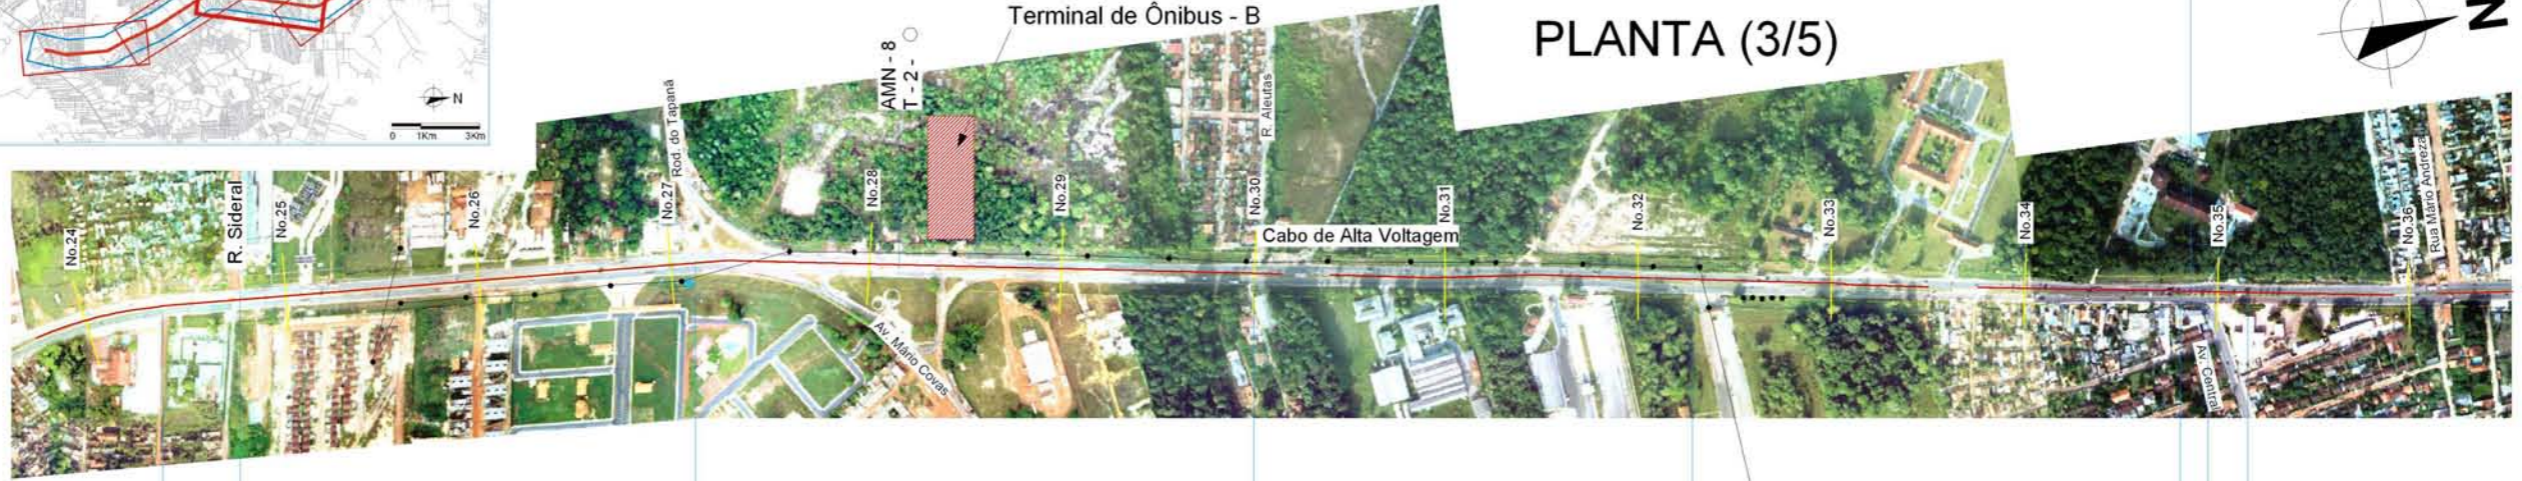 Terminal de Ônibus - B
PLANTA (3/5)
N
N
0 1Km 3Km
AMN - 8
T - 2 -
Rod. do Tapanã
R. Aleutas
R. Sideral
Cabo de Alta Voltagem
No.24
No.25
No.26
No.27
No.28
No.29
No.30
No.31
No.32
No.33
No.34
No.35
No.36
Rua Mário Andreza
Av. Mário Covas
Av. Central